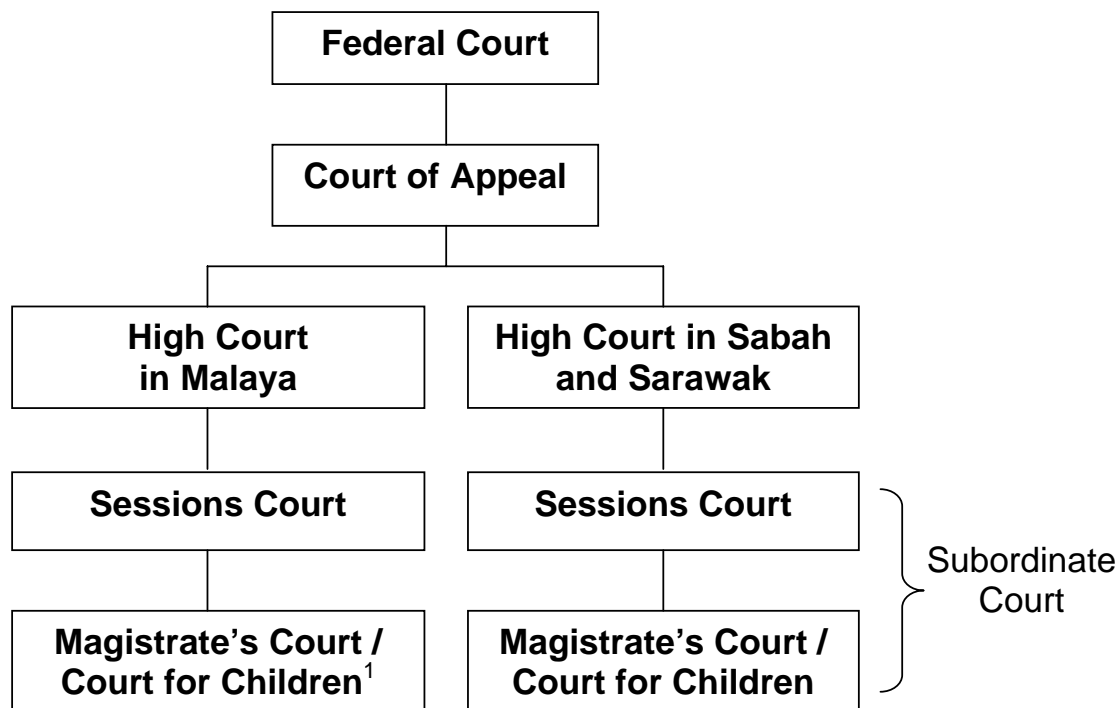 Federal Court
Court of Appeal
High Court
in Malaya
High Court in Sabah
and Sarawak
Sessions Court
Sessions Court
Subordinate
Court
Magistrate’s Court /
Court for Children1
Magistrate’s Court /
Court for Children